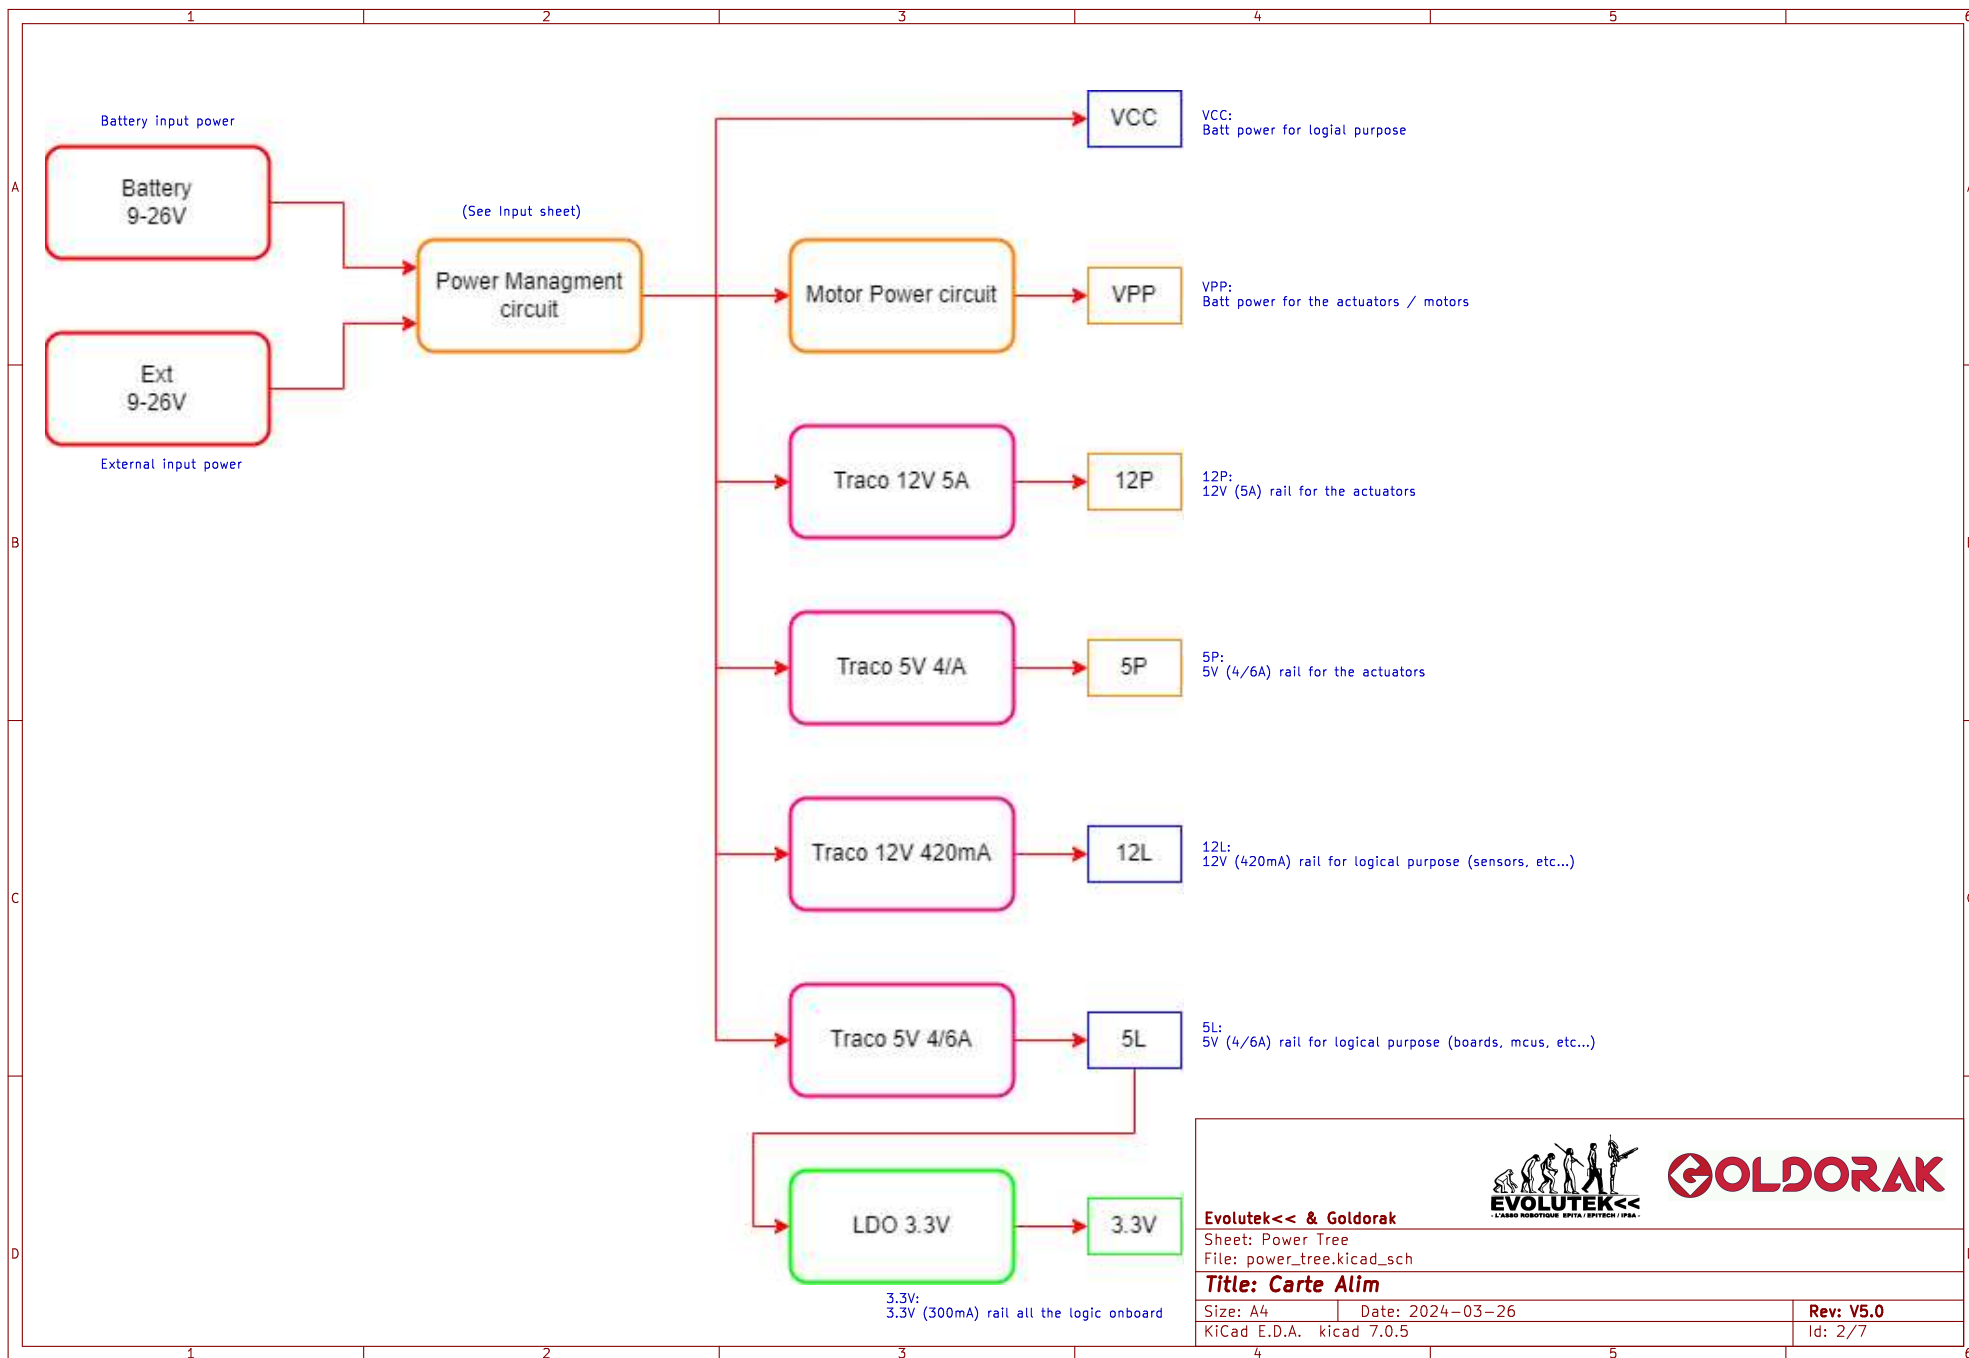 1 2 3 4 5 6
Battery input power
Battery
9-26V
(See Input sheet)
Power Managment
circuit
Ext
9-26V
External input power
VCC
VCC:
Batt power for logial purpose
Motor Power circuit
VPP
VPP:
Batt power for the actuators / motors
Traco 12V 5A
12P
12P:
12V (5A) rail for the actuators
Traco 5V 4/A
5P
5P:
5V (4/6A) rail for the actuators
Traco 12V 420mA
12L
12L:
12V (420mA) rail for logical purpose (sensors, etc...)
Traco 5V 4/6A
5L
5L:
5V (4/6A) rail for logical purpose (boards, mcus, etc...)
LDO 3.3V
3.3V
3.3V:
3.3V (300mA) rail all the logic onboard
A
B
C
D
EVOLUTEK<<
- L'ASSO ROBOTIQUE EPITA / EPITECH / IPSA -
GOLDORAK
Evolutek<< & Goldorak
Sheet: Power Tree
File: power_tree.kicad_sch
Title: Carte Alim
Size: A4 Date: 2024-03-26 Rev: V5.0
KiCad E.D.A. kicad 7.0.5 Id: 2/7
1 2 3 4 5 6